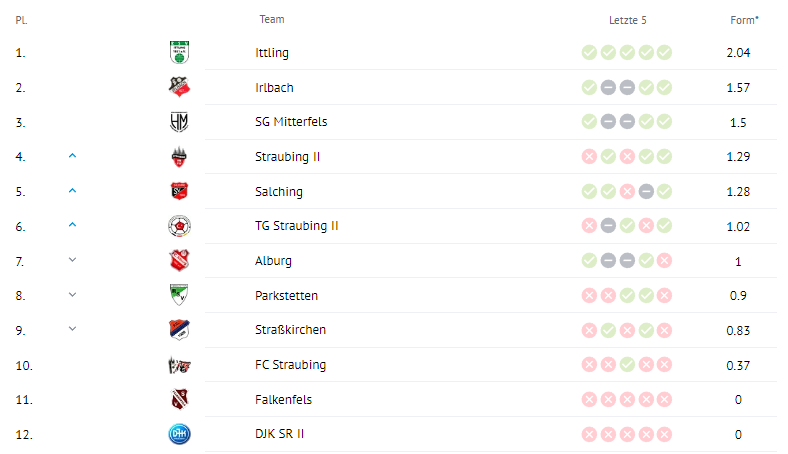 Pl. Team Letzte 5 Form*
1. Ittling 2.04
2. Irlbach 1.57
3. HM SG Mitterfels 1.5
4. Straubing II 1.29
5. Salching 1.28
6. TG Straubing II 1.02
7. Alburg 1
8. Parkstetten 0.9
9. Straßkirchen 0.83
10. FC Straubing 0.37
11. Falkenfels 0
12. DJK DJK SR II 0